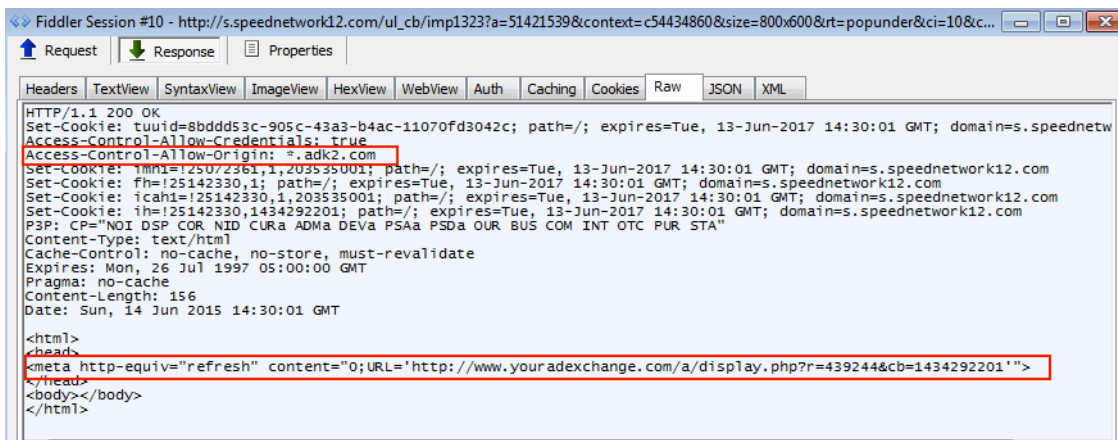 Fiddler Session #10 - http://s.speednetwork12.com/ul_cb/imp1323?a=51421539&context=c54434860&size=800x600&rt=popunder&ci=10&c...
Request Response Properties
Headers TextView SyntaxView ImageView HexView WebView Auth Caching Cookies Raw JSON XML
HTTP/1.1 200 OK
Set-Cookie: tuuid=8bddd53c-905c-43a3-b4ac-11070fd3042c; path=/; expires=Tue, 13-Jun-2017 14:30:01 GMT; domain=s.speednetw
Access-Control-Allow-Credentials: true
Access-Control-Allow-Origin: *.adk2.com
Set-Cookie: imh1=!25072361,1,203535001; path=/; expires=Tue, 13-Jun-2017 14:30:01 GMT; domain=s.speednetwork12.com
Set-Cookie: fh=!25142330,1; path=/; expires=Tue, 13-Jun-2017 14:30:01 GMT; domain=s.speednetwork12.com
Set-Cookie: icah1=!25142330,1,203535001; path=/; expires=Tue, 13-Jun-2017 14:30:01 GMT; domain=s.speednetwork12.com
Set-Cookie: ih=!25142330,1434292201; path=/; expires=Tue, 13-Jun-2017 14:30:01 GMT; domain=s.speednetwork12.com
P3P: CP="NOI DSP COR NID CURa ADMa DEVa PSAa PSDa OUR BUS COM INT OTC PUR STA"
Content-Type: text/html
Cache-Control: no-cache, no-store, must-revalidate
Expires: Mon, 26 Jul 1997 05:00:00 GMT
Pragma: no-cache
Content-Length: 156
Date: Sun, 14 Jun 2015 14:30:01 GMT
<html>
<head>
<meta http-equiv="refresh" content="0;URL='http://www.youradexchange.com/a/display.php?r=439244&cb=1434292201'">
</head>
<body></body>
</html>